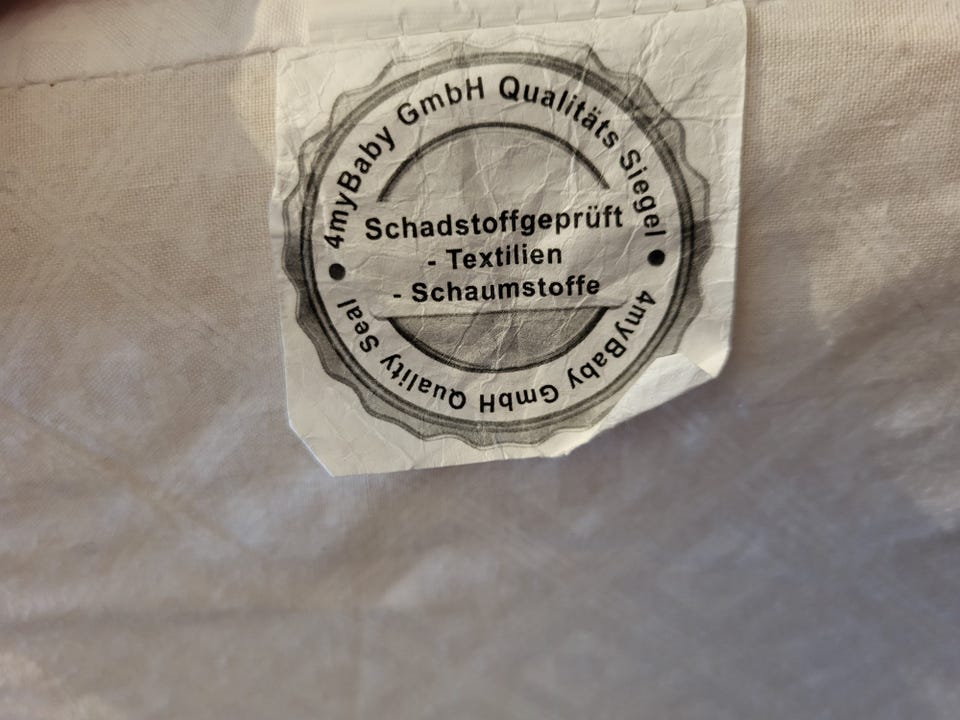 4myBaby GmbH Qualitäts Siegel
Schadstoffgeprüft
- Textilien
- Schaumstoffe
4myBaby GmbH Quality Seal